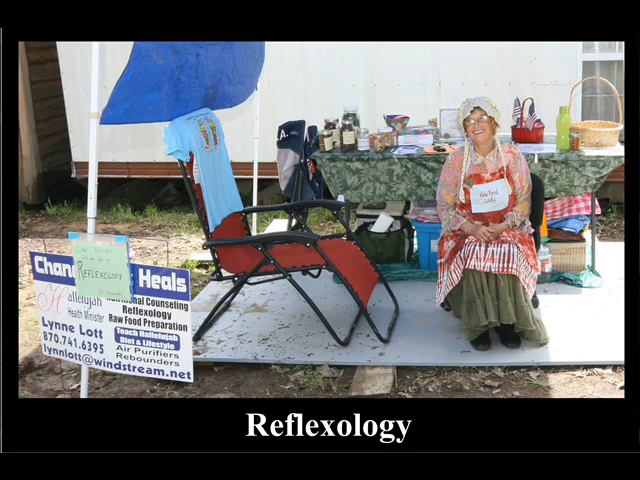 REFLEXOLOGY
Chan
Heals
Hallelujah
Health Minister
Lynne Lott
870.741.6395
lynnlott@windstream.net
Nutritional Counseling
Reflexology
Raw Food Preparation
Teach Hallelujah
Diet & Lifestyle
Air Purifiers
Rebounders
Raw Food
Lady
Reflexology